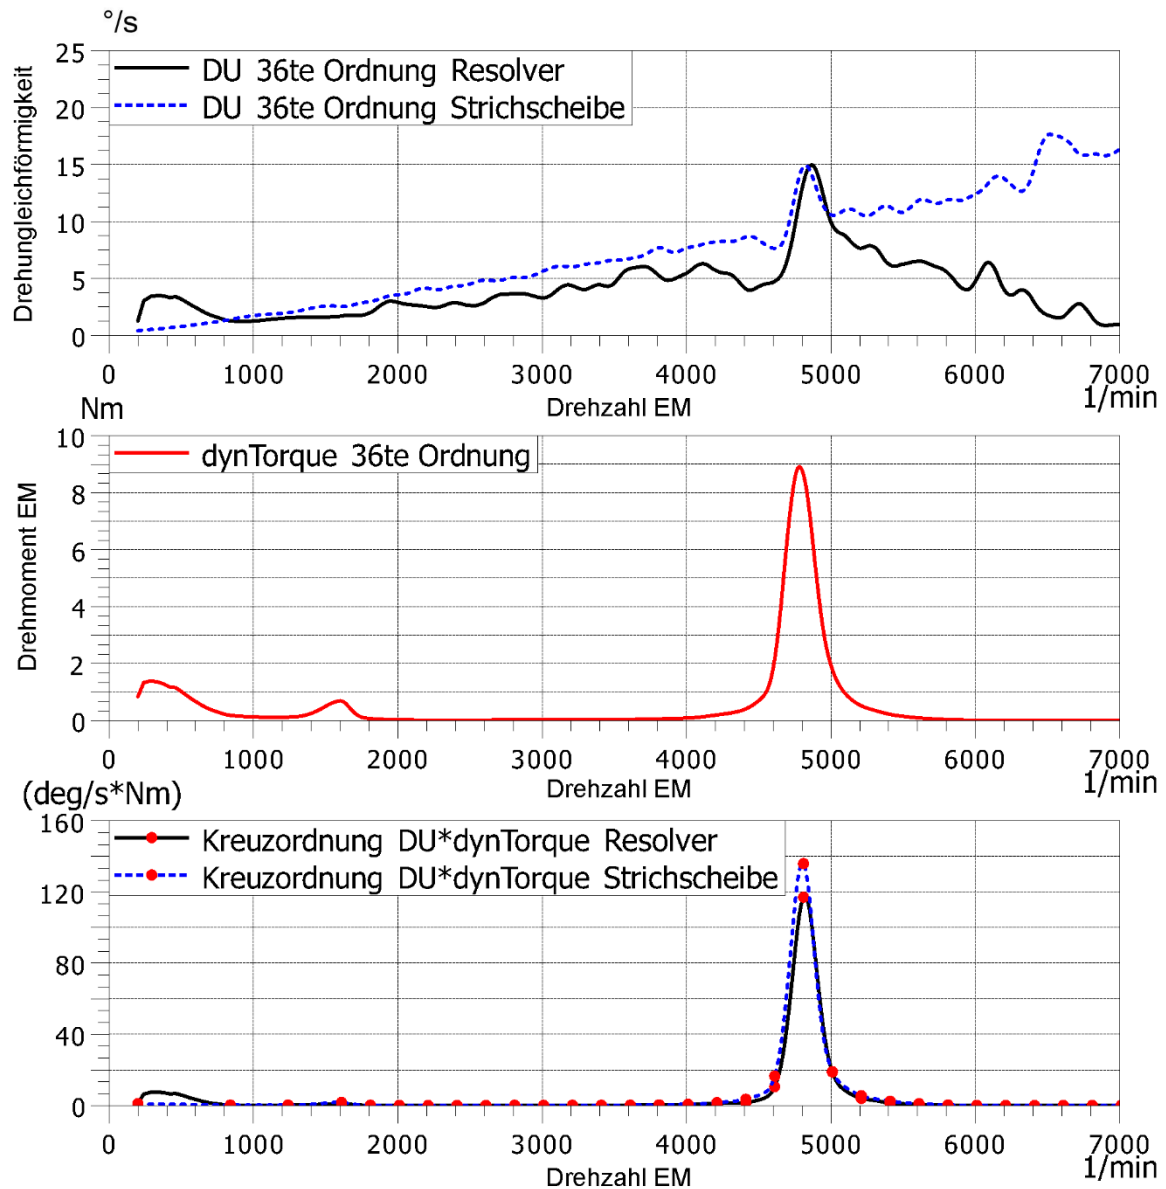 °/s
Drehungleichförmigkeit
25
20
15
10
5
0
DU 36te Ordnung Resolver
DU 36te Ordnung Strichscheibe
0 1000 2000 3000 4000 5000 6000 7000
Drehzahl EM
1/min
Nm
Drehmoment EM
10
8
6
4
2
0
dynTorque 36te Ordnung
0 1000 2000 3000 4000 5000 6000 7000
Drehzahl EM
1/min
(deg/s*Nm)
160
120
80
40
0
Kreuzordnung DU*dynTorque Resolver
Kreuzordnung DU*dynTorque Strichscheibe
0 1000 2000 3000 4000 5000 6000 7000
Drehzahl EM
1/min